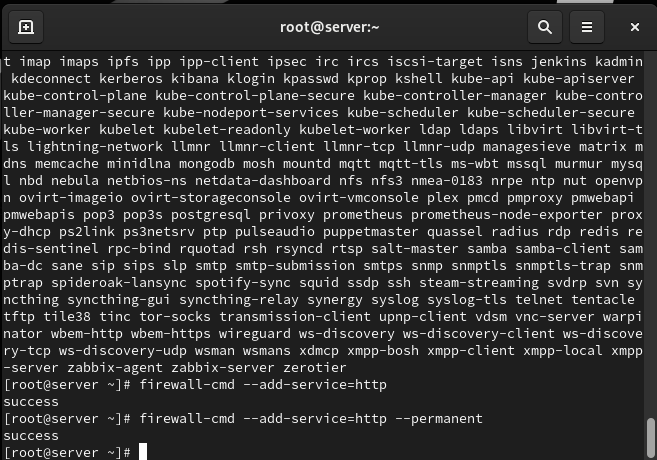 root@server:~
t imap imaps ipfs ipp ipp-client ipsec irc ircs iscsi-target isns jenkins kadmin
 kdeconnect kerberos kibana klogin kpasswd kprop kshell kube-api kube-apiserver
kube-control-plane kube-control-plane-secure kube-controller-manager kube-contro
ller-manager-secure kube-nodeport-services kube-scheduler kube-scheduler-secure
kube-worker kubelet kubelet-readonly kubelet-worker ldap ldaps libvirt libvirt-t
ls lightning-network llmnr llmnr-client llmnr-tcp llmnr-udp managesieve matrix m
dns memcache minidlna mongodb mosh mountd mqtt mqtt-tls ms-wbt mssql murmur mysq
l nbd nebula netbios-ns netdata-dashboard nfs nfs3 nmea-0183 nrpe ntp nut openvp
n ovirt-imageio ovirt-storageconsole ovirt-vmconsole plex pmcd pmproxy pmwebapi
pmwebapis pop3 pop3s postgresql privoxy prometheus prometheus-node-exporter prox
y-dhcp ps2link ps3netsrv ptp pulseaudio puppetmaster quassel radius rdp redis re
dis-sentinel rpc-bind rquotad rsh rsyncd rtsp salt-master samba samba-client sam
ba-dc sane sip sips slp smtp smtp-submission smtps snmp snmptls snmptls-trap snm
ptrap spideroak-lansync spotify-sync squid ssdp ssh steam-streaming svdrp svn sy
ncthing syncthing-gui syncthing-relay synergy syslog syslog-tls telnet tentacle
tftp tile38 tinc tor-socks transmission-client upnp-client vdsm vnc-server warpi
nator wbem-http wbem-https wireguard ws-discovery ws-discovery-client ws-discove
ry-tcp ws-discovery-udp wsman wsmans xdmcp xmpp-bosh xmpp-client xmpp-local xmpp
-server zabbix-agent zabbix-server zerotier
[root@server ~]# firewall-cmd --add-service=http
success
[root@server ~]# firewall-cmd --add-service=http --permanent
success
[root@server ~]#